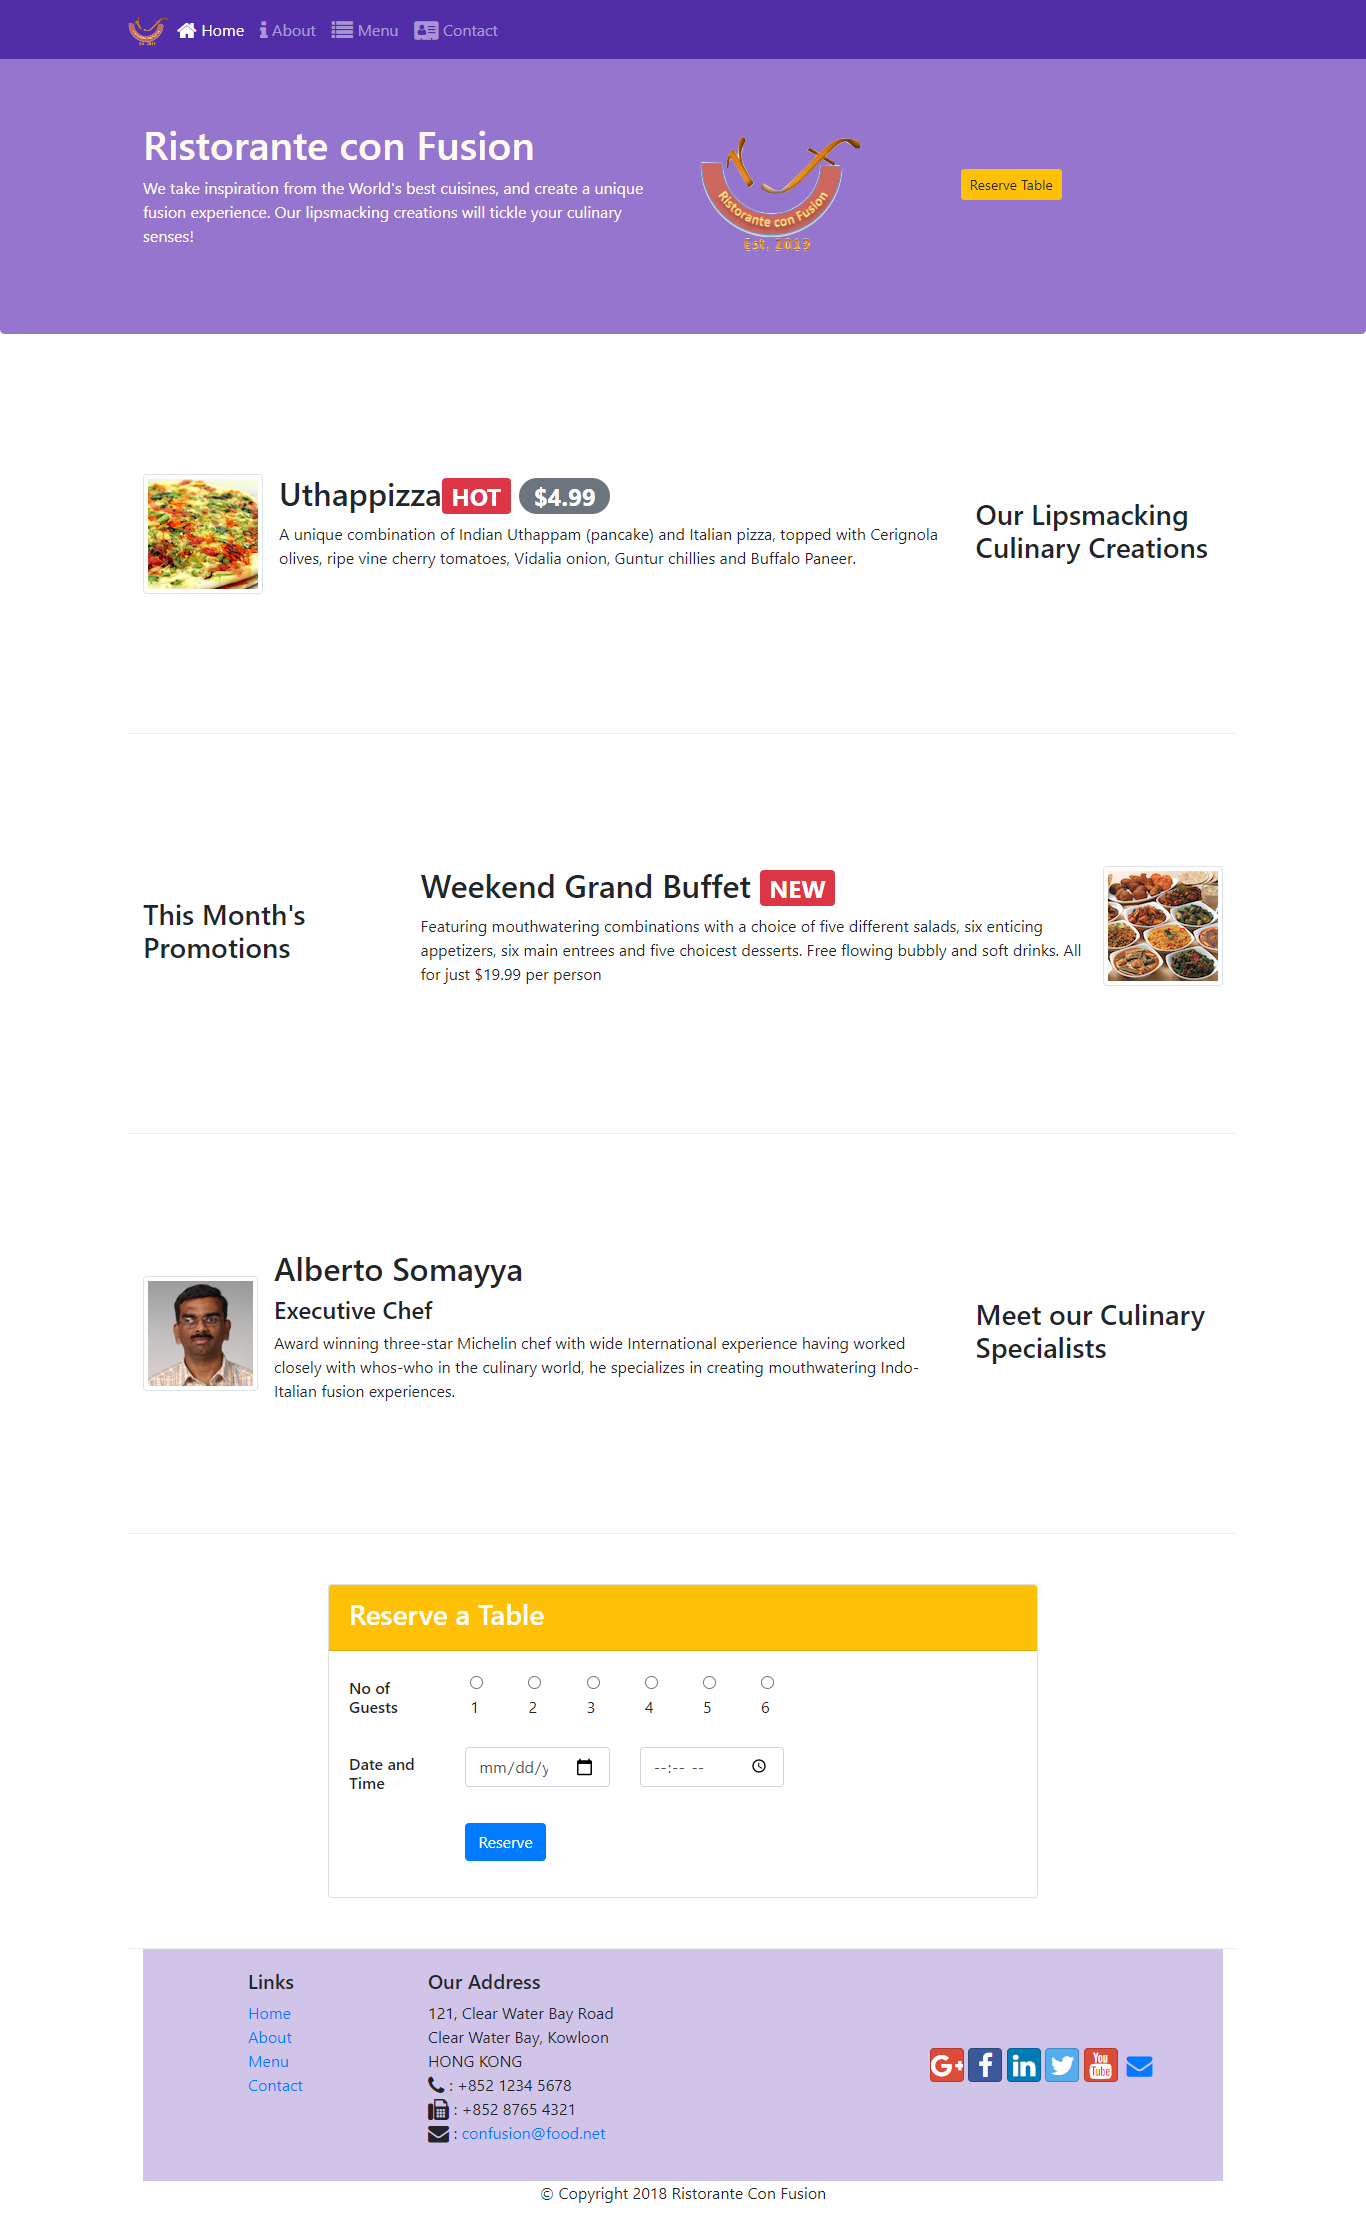 Home About Menu Contact
Ristorante con Fusion
We take inspiration from the World's best cuisines, and create a unique
fusion experience. Our lipsmacking creations will tickle your culinary
senses!
Ristorante con Fusion
Est. 2013
Reserve Table
Uthappizza HOT $4.99
A unique combination of Indian Uthappam (pancake) and Italian pizza, topped with Cerignola
olives, ripe vine cherry tomatoes, Vidalia onion, Guntur chillies and Buffalo Paneer.
Our Lipsmacking
Culinary Creations
This Month's
Promotions
Weekend Grand Buffet NEW
Featuring mouthwatering combinations with a choice of five different salads, six enticing
appetizers, six main entrees and five choicest desserts. Free flowing bubbly and soft drinks. All
for just $19.99 per person
Alberto Somayya
Executive Chef
Award winning three-star Michelin chef with wide International experience having worked
closely with whos-who in the culinary world, he specializes in creating mouthwatering Indo-
Italian fusion experiences.
Meet our Culinary
Specialists
Reserve a Table
No of
Guests
1 2 3 4 5 6
Date and
Time
mm/dd/y
--:-- --
Reserve
Links
Home
About
Menu
Contact
Our Address
121, Clear Water Bay Road
Clear Water Bay, Kowloon
HONG KONG
: +852 1234 5678
: +852 8765 4321
: confusion@food.net
G+ f in You Tube
© Copyright 2018 Ristorante Con Fusion